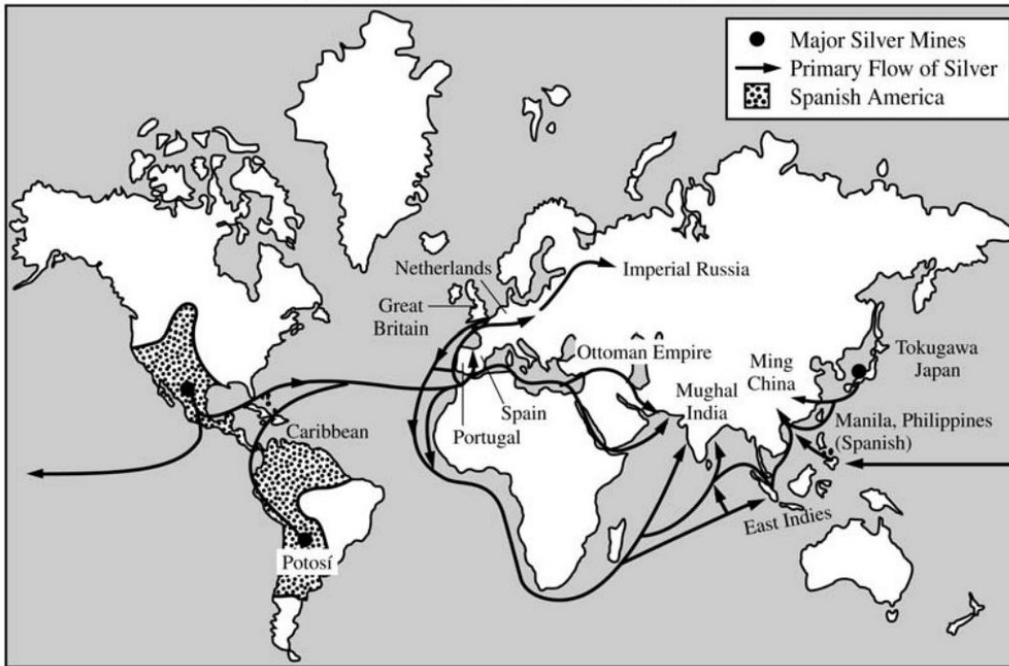 Major Silver Mines
Primary Flow of Silver
Spanish America
Netherlands
Imperial Russia
Great
Britain
Ottoman Empire
Ming
China
Tokugawa
Japan
Mughal
India
Spain
Portugal
Manila, Philippines
(Spanish)
Caribbean
East Indies
Potosí